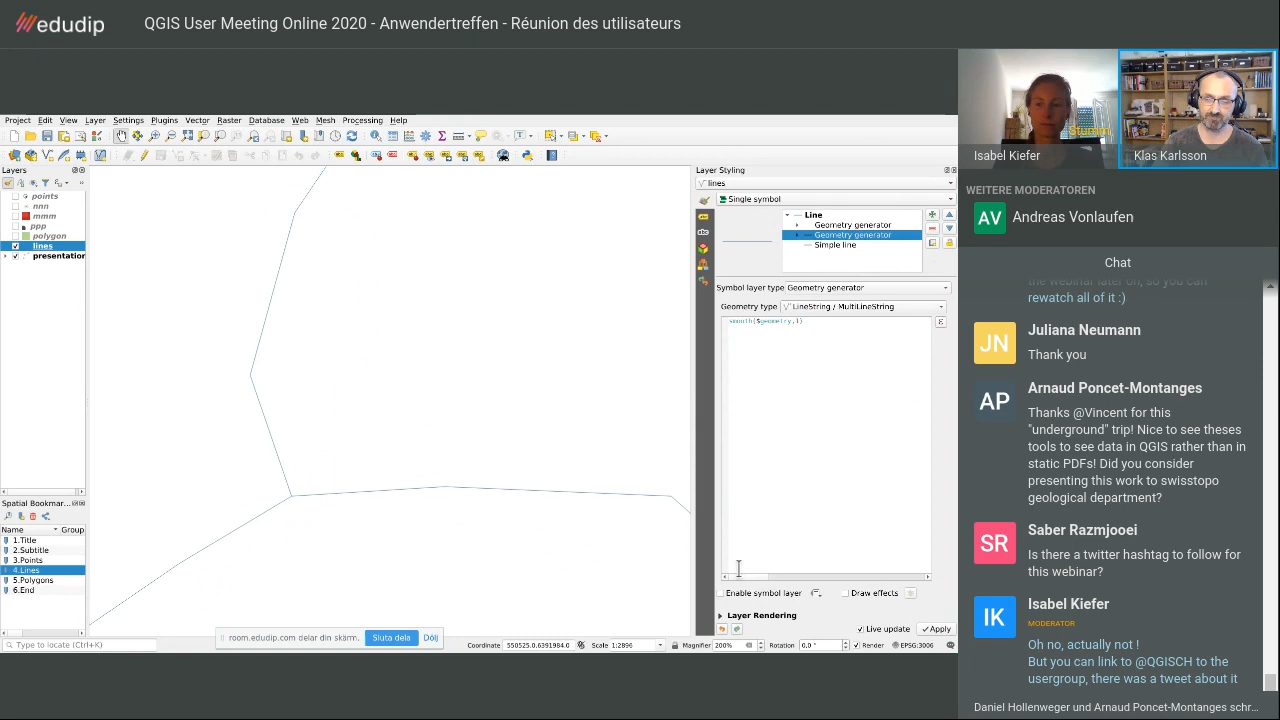 edudip
QGIS User Meeting Online 2020 - Anwendertreffen - Réunion des utilisateurs
Project Edit View Layer Settings Plugins Vector Raster Database Web Mesh Processing Help
Layers
points
nnn
mmm
ppp
polygon
lines
presentation
Spatial Bookmar...
Name Group
1.Title
2.Subtitle
3.Points
4.Lines
5.Polygons
6.End
Type to locate (Ctrl+K)
room.edudip.com delar din skärm.
Sluta dela
Dölj
Coordinate 550525.0,6391984.0
Scale 1:2896
Magnifier 200%
Rotation 0,0 °
Render
EPSG:3006
Layer Styling
lines
Single symbol
Line
Geometry generator
Geometry generator
Simple line
Symbol layer type Geometry generator
Geometry type LineString / MultiLineString
smooth($geometry,1)
Enable symbol layer
Draw effects
Layer Rendering
Live update
Apply
Stumm
Isabel Kiefer
Klas Karlsson
WEITERE MODERATOREN
AV
Andreas Vonlaufen
Chat
the webinar later on, so you can
rewatch all of it :)
JN
Juliana Neumann
Thank you
AP
Arnaud Poncet-Montanges
Thanks @Vincent for this
"underground" trip! Nice to see theses
tools to see data in QGIS rather than in
static PDFs! Did you consider
presenting this work to swisstopo
geological department?
SR
Saber Razmjooei
Is there a twitter hashtag to follow for
this webinar?
IK
Isabel Kiefer
MODERATOR
Oh no, actually not !
But you can link to @QGISCH to the
usergroup, there was a tweet about it
Daniel Hollenweger und Arnaud Poncet-Montanges schr...